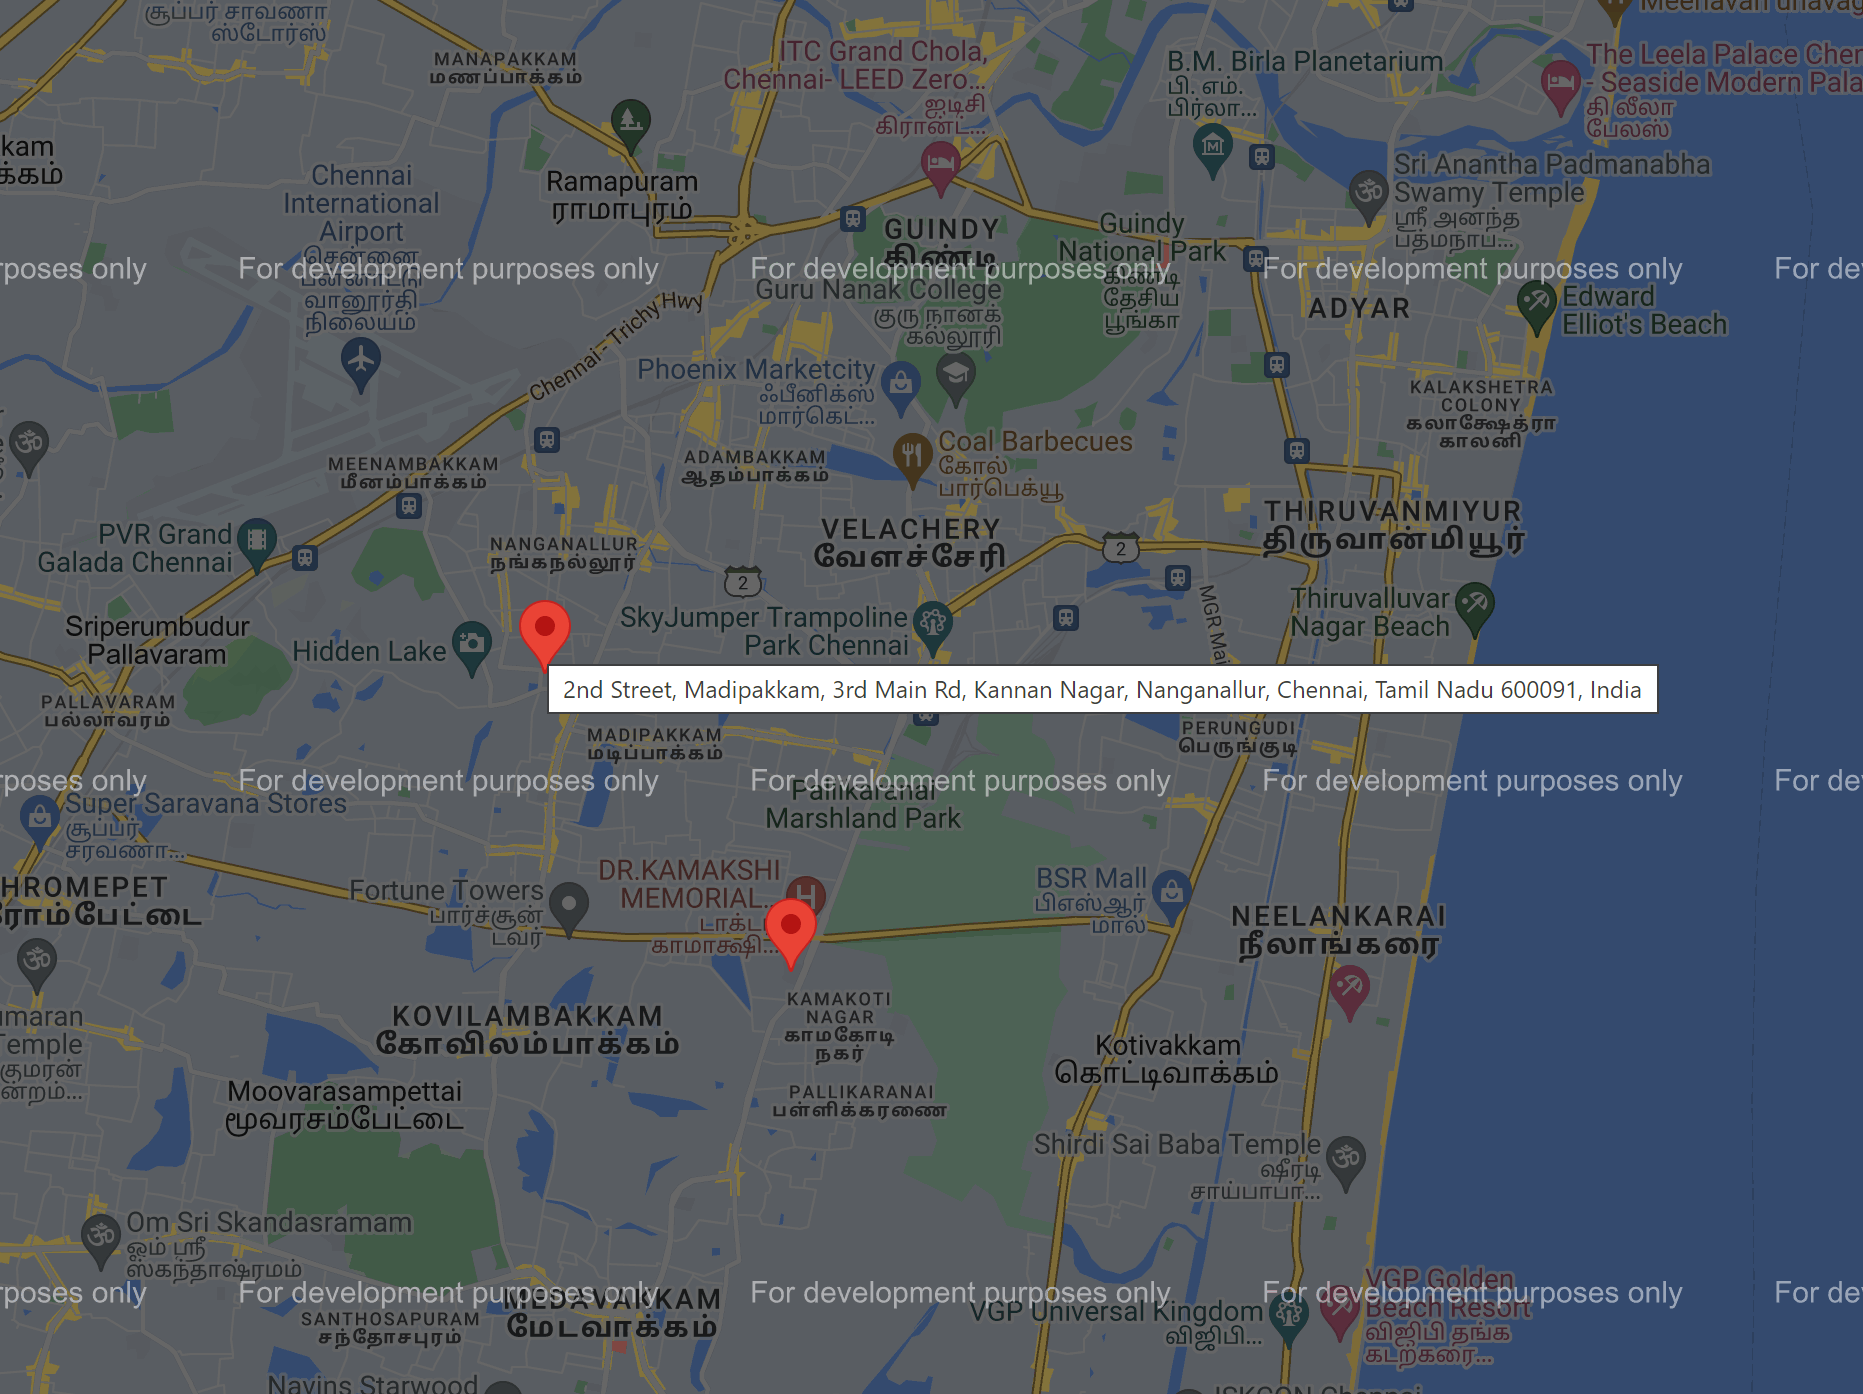 சூப்பர் சாவணா
ஸ்டோர்ஸ்
MANAPAKKAM
மணப்பாக்கம்
ITC Grand Chola,
Chennai- LEED Zero...
ஐடிசி
கிராண்ட்...
B.M. Birla Planetarium
பி. எம்.
பிர்லா...
The Leela Palace Cher
- Seaside Modern Pala
தி லீலா
பேலஸ்
kam
க்கம்
Chennai
International
Airport
சென்னை
பன்னாட்டு
வானூர்தி
நிலையம்
Ramapuram
ராமாபுரம்
GUINDY
கிண்டி
Guindy
National Park
கிண்டி
தேசிய
பூங்கா
Sri Anantha Padmanabha
Swamy Temple
ஸ்ரீ அனந்த
பத்மநாப...
rposes only
For development purposes only
For development purposes only
For development purposes only
For de
Guru Nanak College
குரு நானக்
கல்லூரி
ADYAR
Edward
Elliot's Beach
Chennai - Trichy Hwy
Phoenix Marketcity
ஃபீனிக்ஸ்
மார்கெட்...
KALAKSHETRA
COLONY
கலாக்ஷேத்ரா
காலனி
Coal Barbecues
கோல்
பார்பெக்யூ
MEENAMBAKKAM
மீனம்பாக்கம்
ADAMBAKKAM
ஆதம்பாக்கம்
PVR Grand
Galada Chennai
NANGANALLUR
நங்கநல்லூர்
VELACHERY
வேளச்சேரி
2
THIRUVANMIYUR
திருவான்மியூர்
2
Sriperumbudur
Pallavaram
Hidden Lake
SkyJumper Trampoline
Park Chennai
MGR Mai
Thiruvalluvar
Nagar Beach
2nd Street, Madipakkam, 3rd Main Rd, Kannan Nagar, Nanganallur, Chennai, Tamil Nadu 600091, India
PALLAVARAM
பல்லாவரம்
MADIPAKKAM
மடிப்பாக்கம்
PERUNGUDI
பெருங்குடி
rposes only
For development purposes only
For development purposes only
For development purposes only
For de
Super Saravana Stores
சூப்பர்
சரவணா...
Pallikaranai
Marshland Park
HROMEPET
ரோம்பேட்டை
Fortune Towers
பார்ச்சூன்
டவர்
DR.KAMAKSHI
MEMORIAL...
டாக்டர்
காமாக்ஷி...
BSR Mall
பிஎஸ்ஆர்
மால்
NEELANKARAI
நீலாங்கரை
umaran
Temple
குமரன்
ன்றம்...
KOVILAMBAKKAM
கோவிலம்பாக்கம்
KAMAKOTI
NAGAR
காமகோடி
நகர்
Kotivakkam
கொட்டிவாக்கம்
Moovarasampettai
மூவரசம்பேட்டை
PALLIKARANAI
பள்ளிக்கரணை
Shirdi Sai Baba Temple
ஷீரடி
சாய்பாபா...
Om Sri Skandasramam
ஓம் ஸ்ரீ
ஸ்கந்தாஷ்ரமம்
rposes only
For development purposes only
For development purposes only
For development purposes only
For de
SANTHOSAPURAM
சந்தோசபுரம்
MEDAVAKKAM
மேடவாக்கம்
VGP Universal Kingdom
விஜிபி...
VGP Golden
Beach Resort
விஜிபி தங்க
கடற்கரை...
Navins Starwood